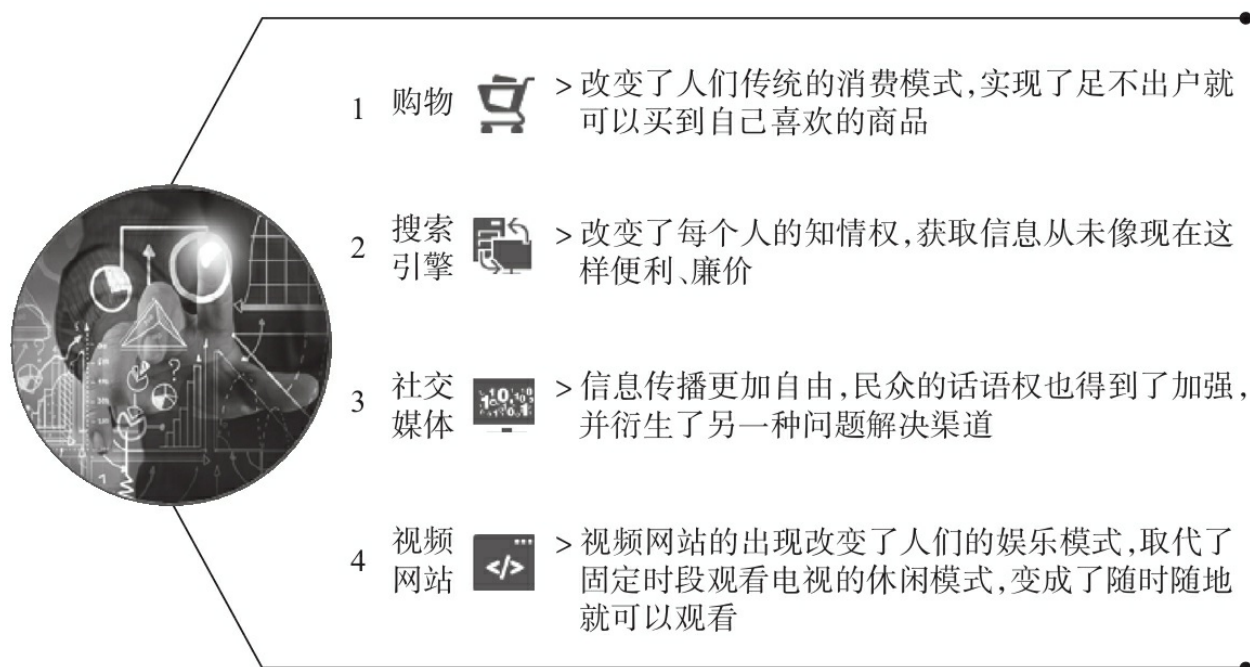 1 购物 > 改变了人们传统的消费模式,实现了足不出户就
可以买到自己喜欢的商品
2 搜索
引擎 > 改变了每个人的知情权,获取信息从未像现在这
样便利、廉价
3 社交
媒体 > 信息传播更加自由,民众的话语权也得到了加强,
并衍生了另一种问题解决渠道
4 视频
网站 > 视频网站的出现改变了人们的娱乐模式,取代了
固定时段观看电视的休闲模式,变成了随时随地
就可以观看